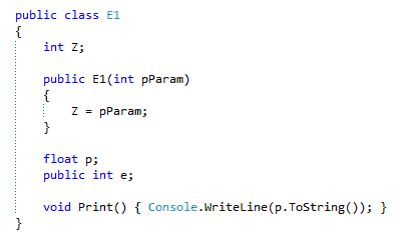 public class E1
{
int Z;
public E1(int pParam)
{
Z = pParam;
}
float p;
public int e;
void Print() { Console.WriteLine(p.ToString()); }
}